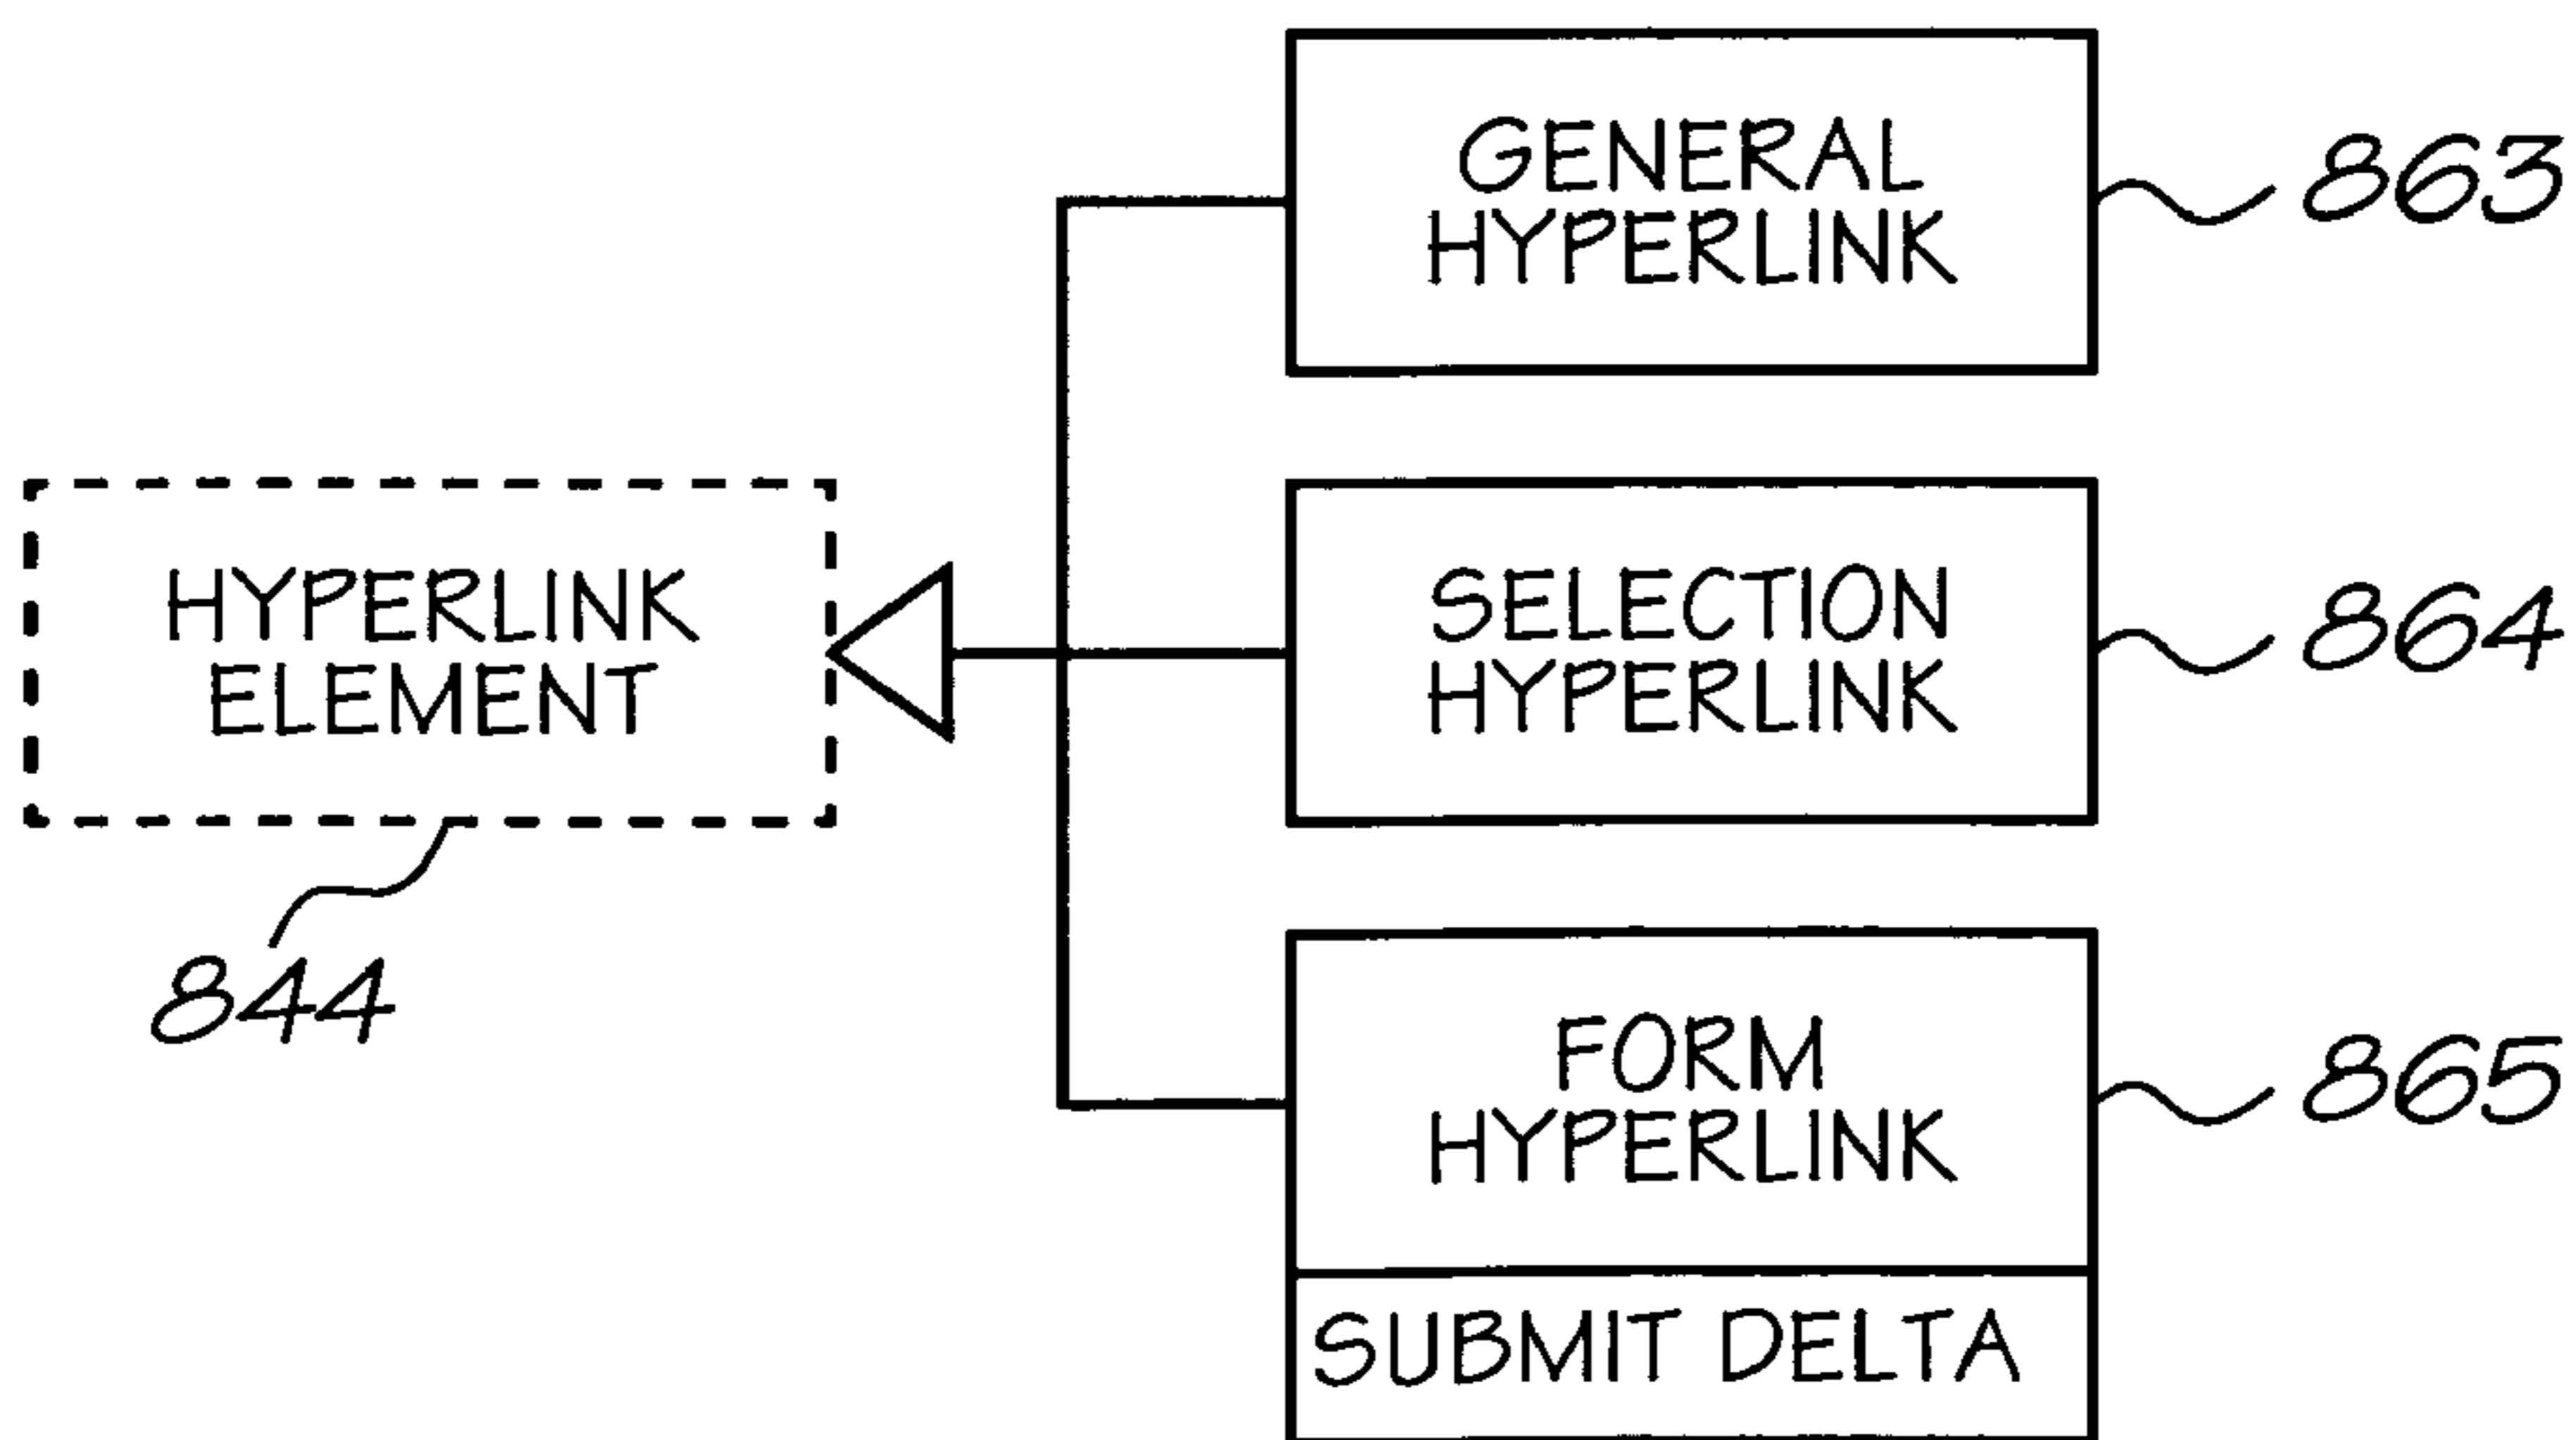 GENERAL
HYPERLINK
863
HYPERLINK
ELEMENT
844
SELECTION
HYPERLINK
864
FORM
HYPERLINK
865
SUBMIT DELTA